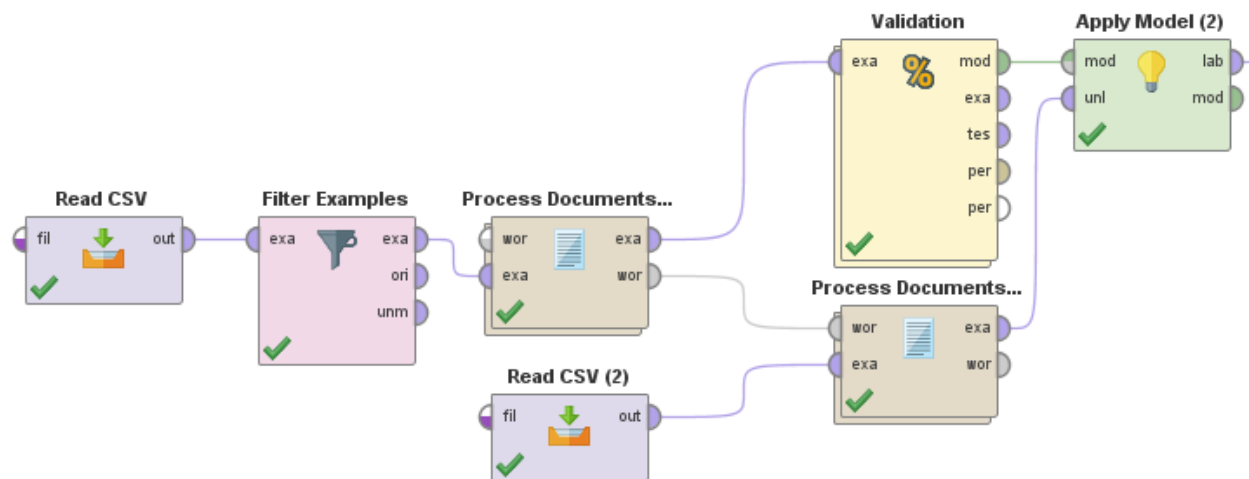 Validation
exa
mod
exa
tes
per
per
Apply Model (2)
mod
lab
unl
mod
Read CSV
fil
out
Filter Examples
exa
exa
ori
unm
Process Documents...
wor
exa
exa
wor
Process Documents...
wor
exa
exa
wor
Read CSV (2)
fil
out